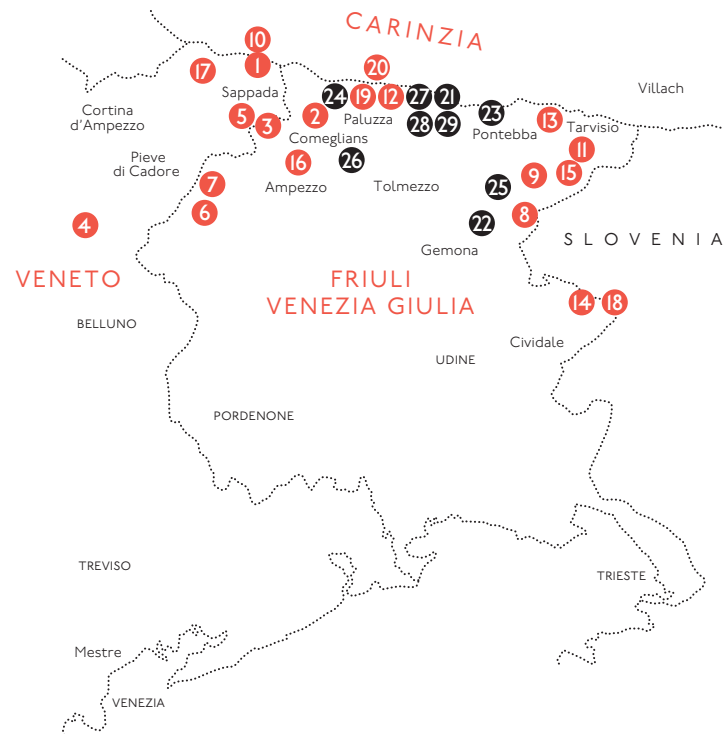 CARINZIA
10
1
17
20
Sappada
Villach
24
19
12
27
21
Cortina
d'Ampezzo
5
3
2
Paluzza
28
29
23
Pontebba
13
Tarvisio
Comeglians
11
Pieve
di Cadore
16
26
9
15
7
Ampezzo
Tolmezzo
25
6
8
4
22
Gemona
SLOVENIA
VENETO
FRIULI
VENEZIA GIULIA
14
18
BELLUNO
Cividale
UDINE
PORDENONE
TREVISO
TRIESTE
Mestre
VENEZIA